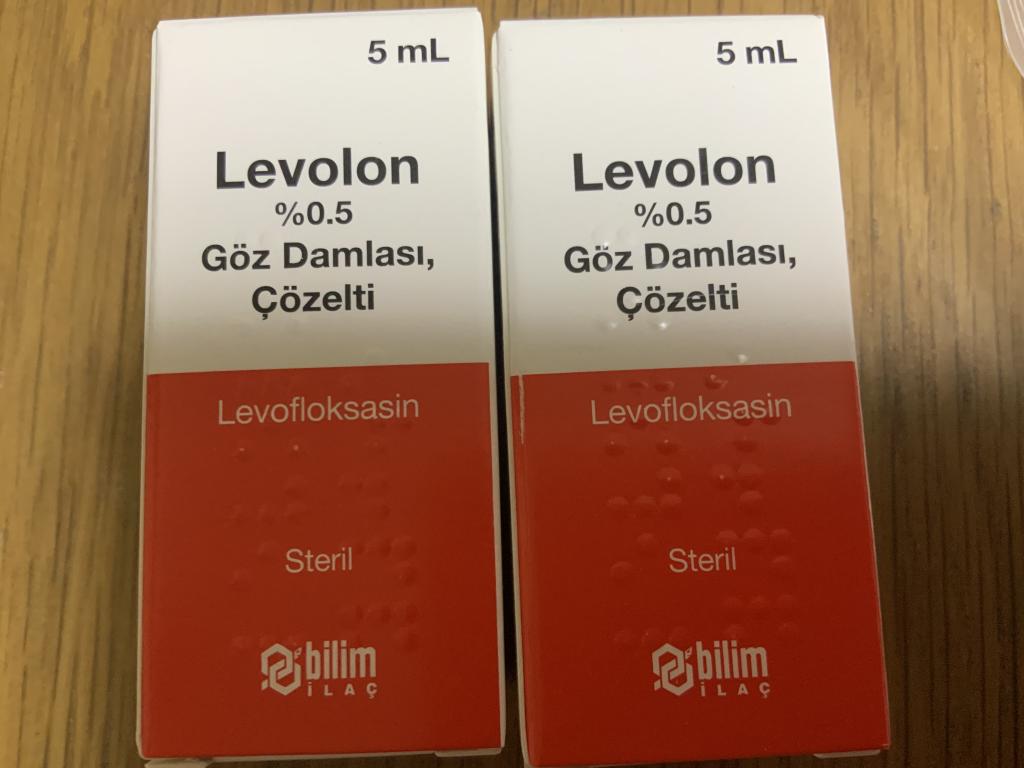 5 mL
Levolon
%0.5
Göz Damlası,
Çözelti
Levofloksasin
Steril
bilim
İLAÇ
5 mL
Levolon
%0.5
Göz Damlası,
Çözelti
Levofloksasin
Steril
bilim
İLAÇ